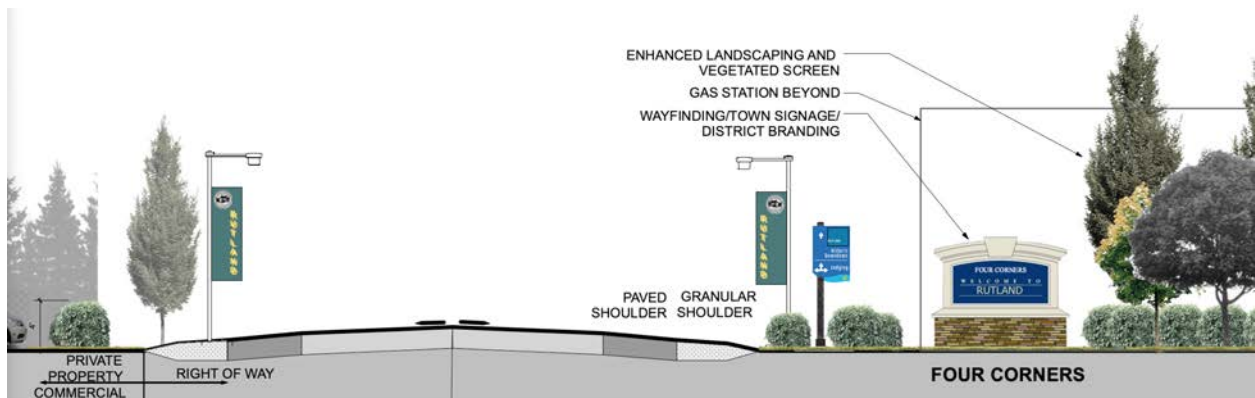 ENHANCED LANDSCAPING AND
VEGETATED SCREEN
GAS STATION BEYOND
WAYFINDING/TOWN SIGNAGE/
DISTRICT BRANDING
RUTLAND
RUTLAND
lodging
FOUR CORNERS
WELCOME TO
RUTLAND
PAVED
SHOULDER
GRANULAR
SHOULDER
PRIVATE
PROPERTY
COMMERCIAL
RIGHT OF WAY
FOUR CORNERS